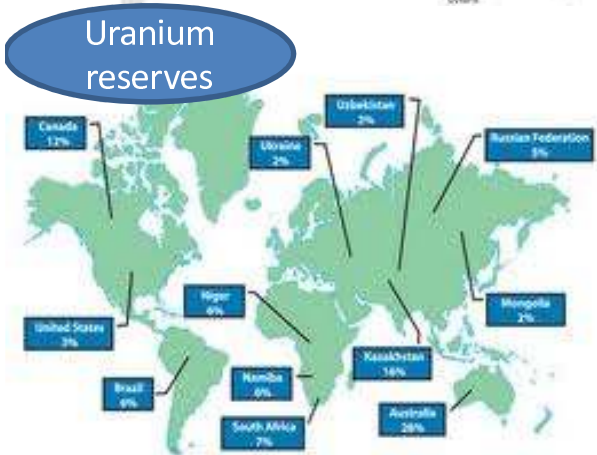 Uranium
reserves
Canada
12%
Uzbekistan
2%
Ukraine
2%
Russian Federation
5%
Niger
6%
Mongolia
2%
United States
3%
Kazakhstan
16%
Brazil
6%
Namibia
6%
Australia
28%
South Africa
7%